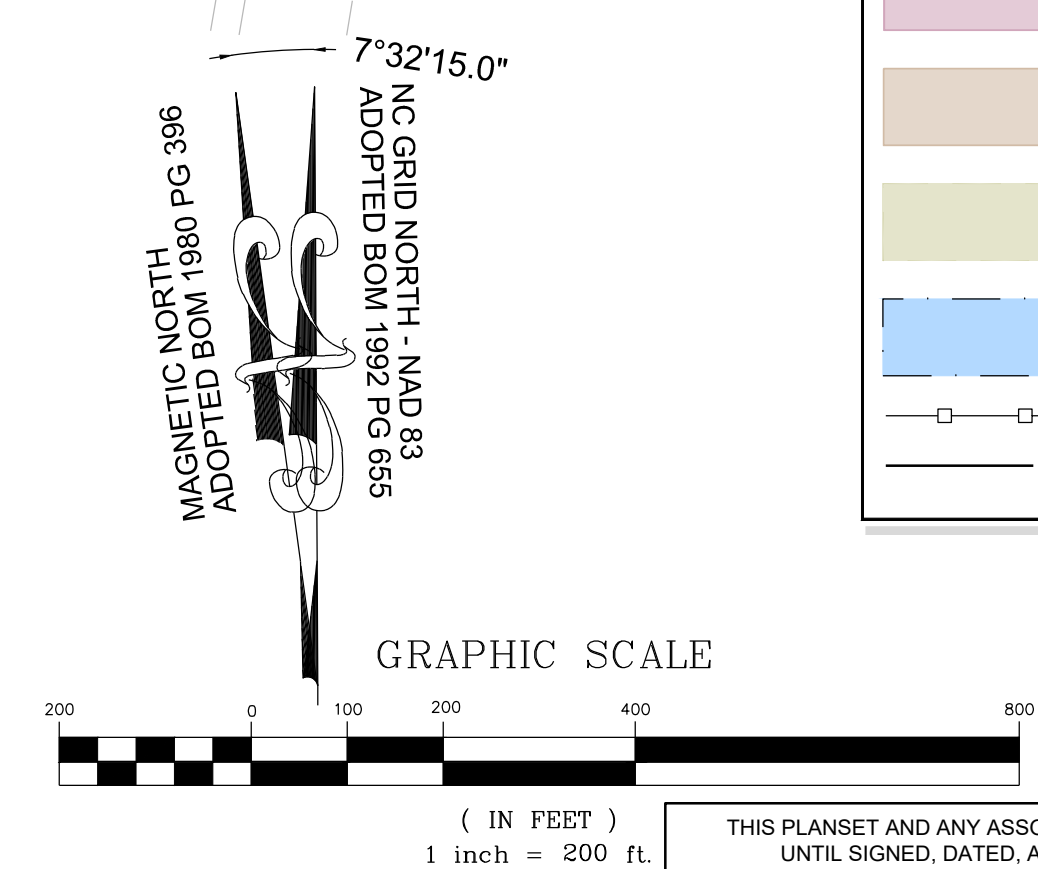 7°32'15.0"
MAGNETIC NORTH
ADOPTED BOM 1980 PG 396
NC GRID NORTH - NAD 83
ADOPTED BOM 1992 PG 655
GRAPHIC SCALE
200 0 100 200 400 800
( IN FEET )
1 inch = 200 ft.
THIS PLANSET AND ANY ASSO
UNTIL SIGNED, DATED, A